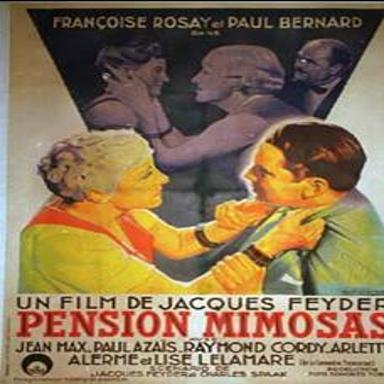 FRANÇOISE ROSAY et PAUL BERNARD
DANS
UN FILM DE JACQUES FEYDER
PENSION MIMOSAS
JEAN MAX, PAUL AZAÏS, RAYMOND CORDY, ARLETTY
ALERME et LISE LELAMARE
SCÉNARIO DE
JACQUES FEYDER et CHARLES SPAAK